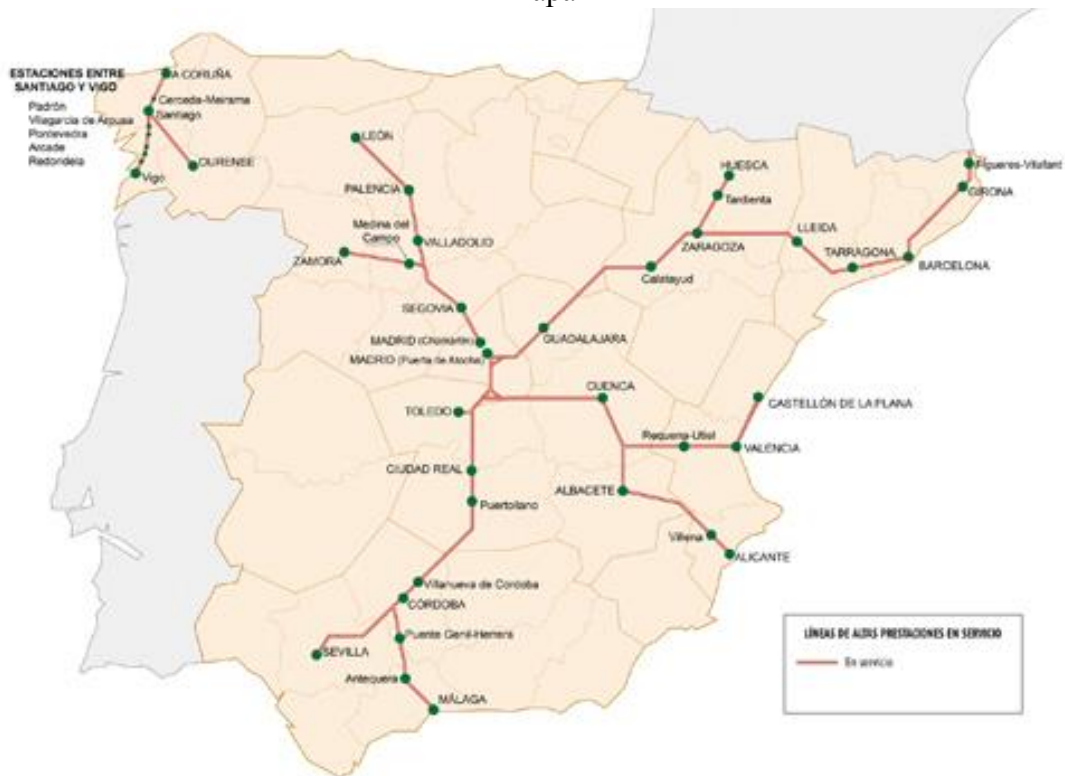 ESTACIONES ENTRE
SANTIAGO Y VIGO
Padrón
Vilagarcía de Arousa
Pontevedra
Arcade
Redondela
A CORUÑA
Cerceda-Meirama
Santiago
OURENSE
Vigo
LEÓN
PALENCIA
Medina del
Campo
VALLADOLID
ZAMORA
SEGOVIA
MADRID (Chamartín)
MADRID (Puerta de Atocha)
GUADALAJARA
Calatayud
ZARAGOZA
Tardienta
HUESCA
LLEIDA
TARRAGONA
BARCELONA
GIRONA
Figueres-Vilafant
TOLEDO
CUENCA
CASTELLÓN DE LA PLANA
Requena-Utiel
VALENCIA
CIUDAD REAL
Puertollano
ALBACETE
Villena
ALICANTE
Villanueva de Córdoba
CÓRDOBA
Puente Genil-Herrera
SEVILLA
Antequera
MÁLAGA
LÍNEAS DE ALTAS PRESTACIONES EN SERVICIO
En servicio